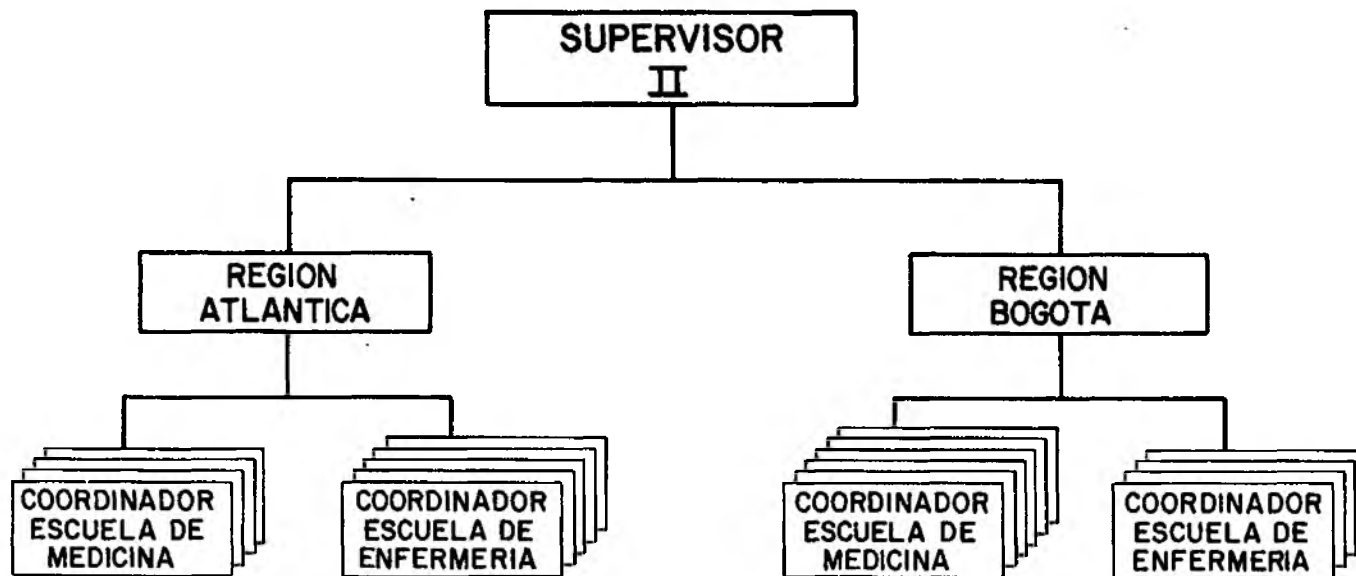 SUPERVISOR
II
REGION
ATLANTICA
REGION
BOGOTA
COORDINADOR
ESCUELA DE
MEDICINA
COORDINADOR
ESCUELA DE
ENFERMERIA
COORDINADOR
ESCUELA DE
MEDICINA
COORDINADOR
ESCUELA DE
ENFERMERIA